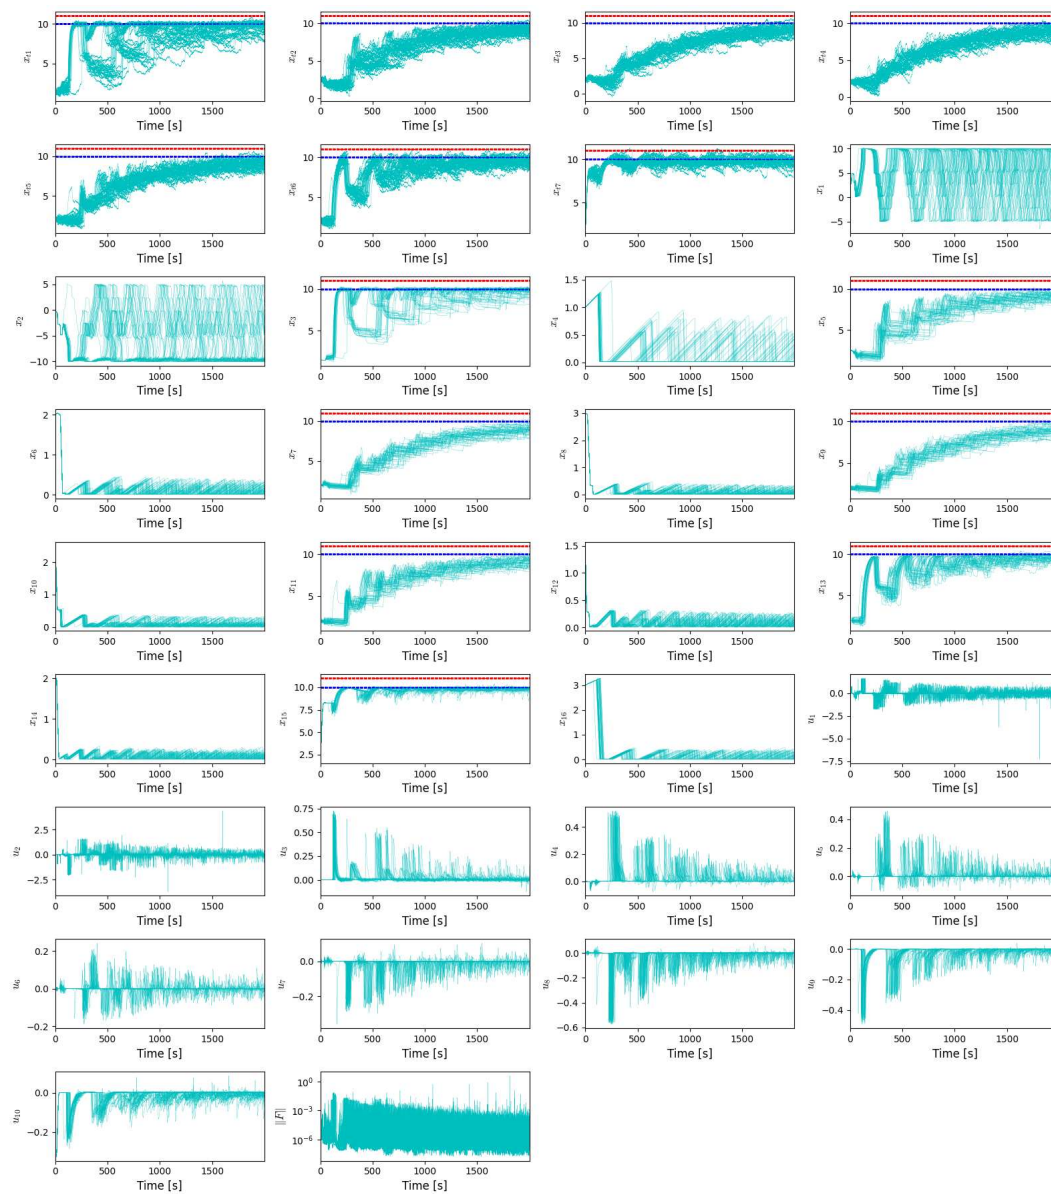 10
5
x_{t1}
0 500 1000 1500
Time [s]
10
5
0
x_{t2}
0 500 1000 1500
Time [s]
10
5
0
x_{t3}
0 500 1000 1500
Time [s]
10
5
0
x_{t4}
0 500 1000 1500
Time [s]
10
5
x_{t5}
0 500 1000 1500
Time [s]
10
5
x_{t6}
0 500 1000 1500
Time [s]
10
5
x_{t7}
0 500 1000 1500
Time [s]
10
5
0
−5
x_1
0 500 1000 1500
Time [s]
5
0
−5
−10
x_2
0 500 1000 1500
Time [s]
10
5
x_3
0 500 1000 1500
Time [s]
1.5
1.0
0.5
0.0
x_4
0 500 1000 1500
Time [s]
10
5
x_5
0 500 1000 1500
Time [s]
2
1
0
x_6
0 500 1000 1500
Time [s]
10
5
x_7
0 500 1000 1500
Time [s]
3
2
1
0
x_8
0 500 1000 1500
Time [s]
10
5
x_9
0 500 1000 1500
Time [s]
2
1
0
x_{10}
0 500 1000 1500
Time [s]
10
5
x_{11}
0 500 1000 1500
Time [s]
1.5
1.0
0.5
0.0
x_{12}
0 500 1000 1500
Time [s]
10
5
x_{13}
0 500 1000 1500
Time [s]
2
1
0
x_{14}
0 500 1000 1500
Time [s]
10.0
7.5
5.0
2.5
x_{15}
0 500 1000 1500
Time [s]
3
2
1
0
x_{16}
0 500 1000 1500
Time [s]
0.0
−2.5
−5.0
−7.5
u_1
0 500 1000 1500
Time [s]
2.5
0.0
−2.5
u_2
0 500 1000 1500
Time [s]
0.75
0.50
0.25
0.00
u_3
0 500 1000 1500
Time [s]
0.4
0.2
0.0
u_4
0 500 1000 1500
Time [s]
0.4
0.2
0.0
u_5
0 500 1000 1500
Time [s]
0.2
0.0
−0.2
u_6
0 500 1000 1500
Time [s]
0.0
−0.2
u_7
0 500 1000 1500
Time [s]
0.0
−0.2
−0.4
−0.6
u_8
0 500 1000 1500
Time [s]
0.0
−0.2
−0.4
u_9
0 500 1000 1500
Time [s]
0.0
−0.2
u_{10}
0 500 1000 1500
Time [s]
10^0
10^{−3}
10^{−6}
||F||
0 500 1000 1500
Time [s]